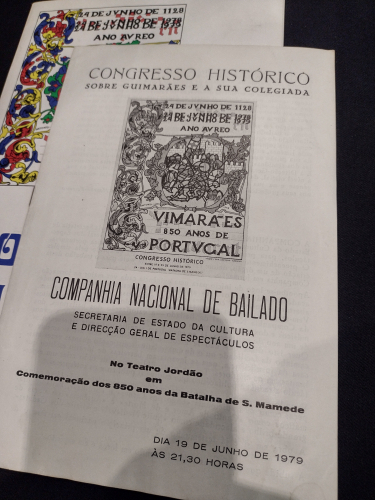 24 DE JVNHO DE 1128
24 DE JVNHO DE 1978
ANO AVREO
CONGRESSO HISTÓRICO
SOBRE GUIMARÃES E A SUA COLEGIADA
24 DE JVNHO DE 1128
24 DE JVNHO DE 1978
ANO AVREO
VIMARAES
850 ANOS DE
PORTVGAL
CONGRESSO HISTÓRICO
COMPANHIA NACIONAL DE BAILADO
SECRETARIA DE ESTADO DA CULTURA
E DIRECÇÃO GERAL DE ESPECTÁCULOS
No Teatro Jordão
em
Comemoração dos 850 anos da Batalha de S. Mamede
DIA 19 DE JUNHO DE 1979
ÀS 21,30 HORAS